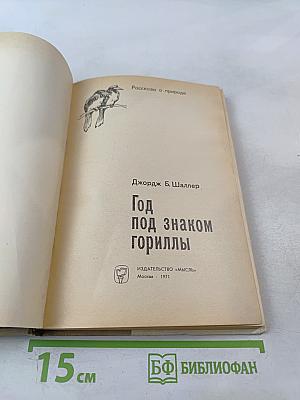 Рассказы о природе
Джордж Б. Шаллер
Год
под знаком
гориллы
ИЗДАТЕЛЬСТВО «МЫСЛЬ»
Москва · 1971
15 см
БФ БИБЛИОФАН